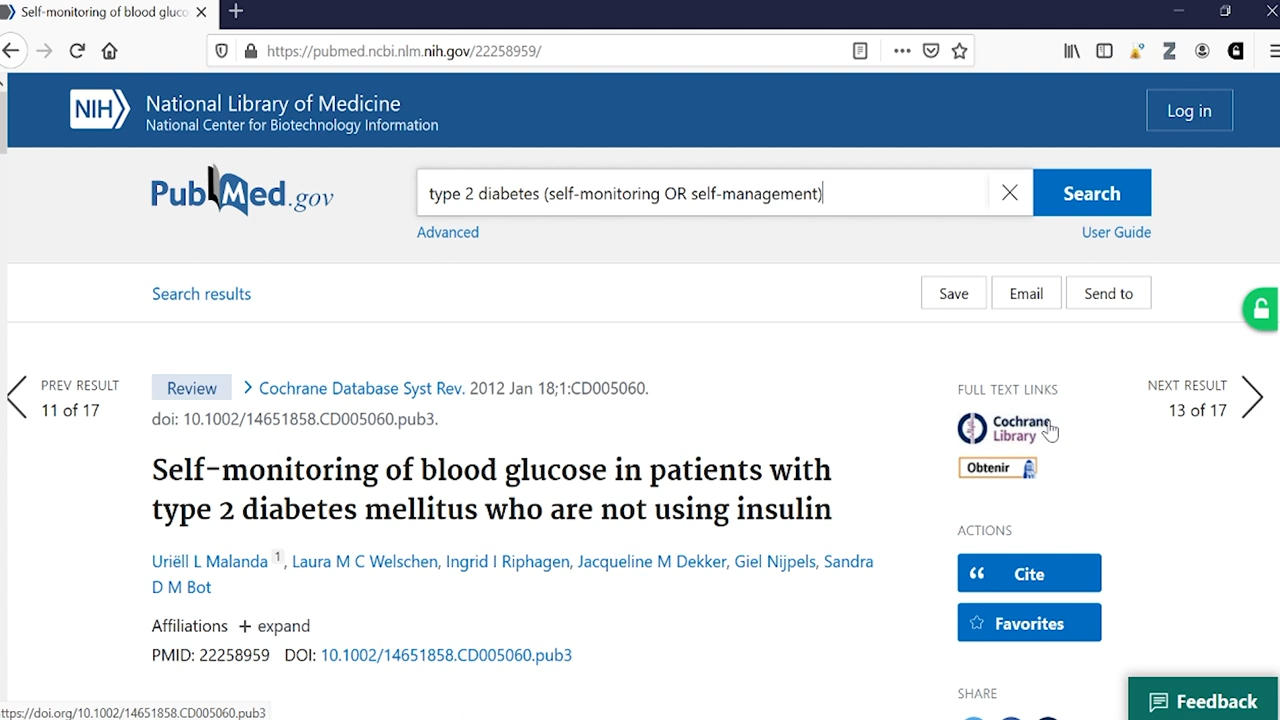 Self-monitoring of blood gluco
https://pubmed.ncbi.nlm.nih.gov/22258959/
NIH
National Library of Medicine
National Center for Biotechnology Information
Log in
PubMed.gov
type 2 diabetes (self-monitoring OR self-management)
Search
Advanced
User Guide
Search results
Save
Email
Send to
PREV RESULT
11 of 17
NEXT RESULT
13 of 17
Review
Cochrane Database Syst Rev. 2012 Jan 18;1:CD005060.
doi: 10.1002/14651858.CD005060.pub3.
Self-monitoring of blood glucose in patients with
type 2 diabetes mellitus who are not using insulin
Uriëll L Malanda 1, Laura M C Welschen, Ingrid I Riphagen, Jacqueline M Dekker, Giel Nijpels, Sandra
D M Bot
Affiliations + expand
PMID: 22258959 DOI: 10.1002/14651858.CD005060.pub3
FULL TEXT LINKS
Cochrane
Library
Obtenir
ACTIONS
Cite
Favorites
SHARE
Feedback
ttps://doi.org/10.1002/14651858.CD005060.pub3